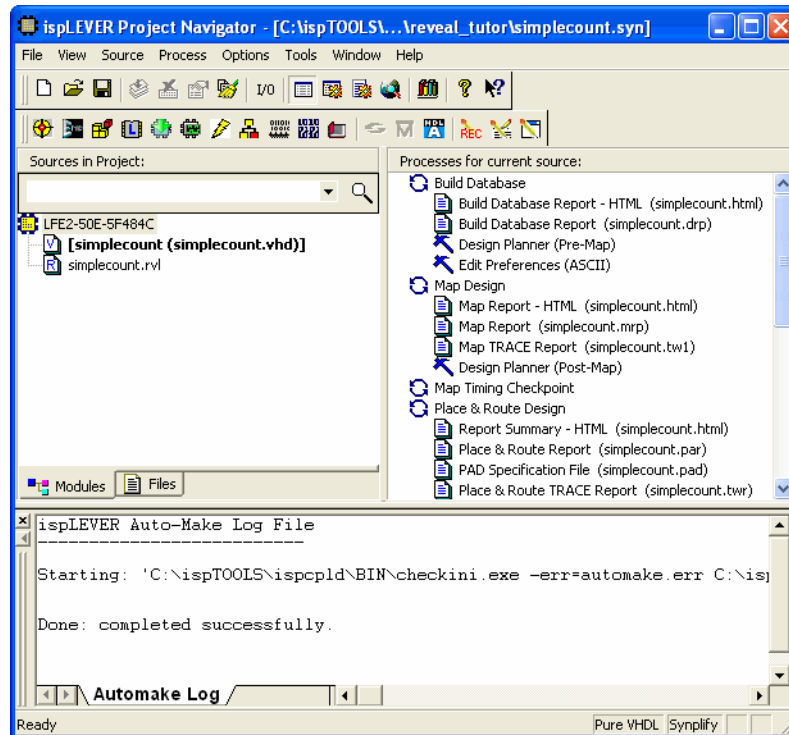 ispLEVER Project Navigator - [C:\ispTOOLS\...\reveal_tutor\simplecount.syn]
File View Source Process Options Tools Window Help
I/O
REC
Sources in Project:
LFE2-50E-5F484C
[simplecount (simplecount.vhd)]
simplecount.rvl
Modules Files
Processes for current source:
Build Database
Build Database Report - HTML (simplecount.html)
Build Database Report (simplecount.drp)
Design Planner (Pre-Map)
Edit Preferences (ASCII)
Map Design
Map Report - HTML (simplecount.html)
Map Report (simplecount.mrp)
Map TRACE Report (simplecount.tw1)
Design Planner (Post-Map)
Map Timing Checkpoint
Place & Route Design
Report Summary - HTML (simplecount.html)
Place & Route Report (simplecount.par)
PAD Specification File (simplecount.pad)
Place & Route TRACE Report (simplecount.twr)
ispLEVER Auto-Make Log File
---------------------------
Starting: 'C:\ispTOOLS\ispcpld\BIN\checkini.exe -err=automake.err C:\isp
Done: completed successfully.
Automake Log
Ready Pure VHDL Synplify